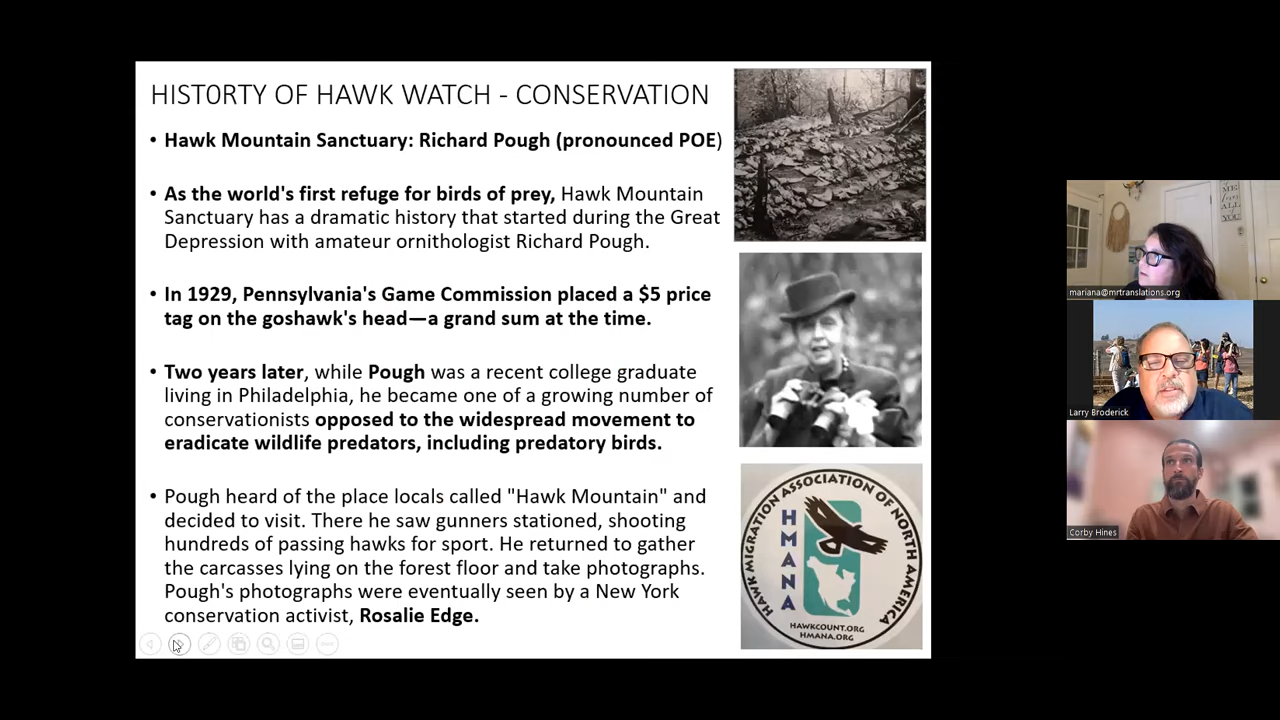 HIST0RTY OF HAWK WATCH - CONSERVATION
• Hawk Mountain Sanctuary: Richard Pough (pronounced POE)
• As the world's first refuge for birds of prey, Hawk Mountain
Sanctuary has a dramatic history that started during the Great
Depression with amateur ornithologist Richard Pough.
• In 1929, Pennsylvania's Game Commission placed a $5 price
tag on the goshawk's head—a grand sum at the time.
• Two years later, while Pough was a recent college graduate
living in Philadelphia, he became one of a growing number of
conservationists opposed to the widespread movement to
eradicate wildlife predators, including predatory birds.
• Pough heard of the place locals called "Hawk Mountain" and
decided to visit. There he saw gunners stationed, shooting
hundreds of passing hawks for sport. He returned to gather
the carcasses lying on the forest floor and take photographs.
Pough's photographs were eventually seen by a New York
conservation activist, Rosalie Edge.
HAWK MIGRATION ASSOCIATION OF NORTH AMERICA
HMANA
HAWKCOUNT.ORG
HMANA.ORG
ME
ALL
of
YOU
mariana@mrtranslations.org
Larry Broderick
Corby Hines